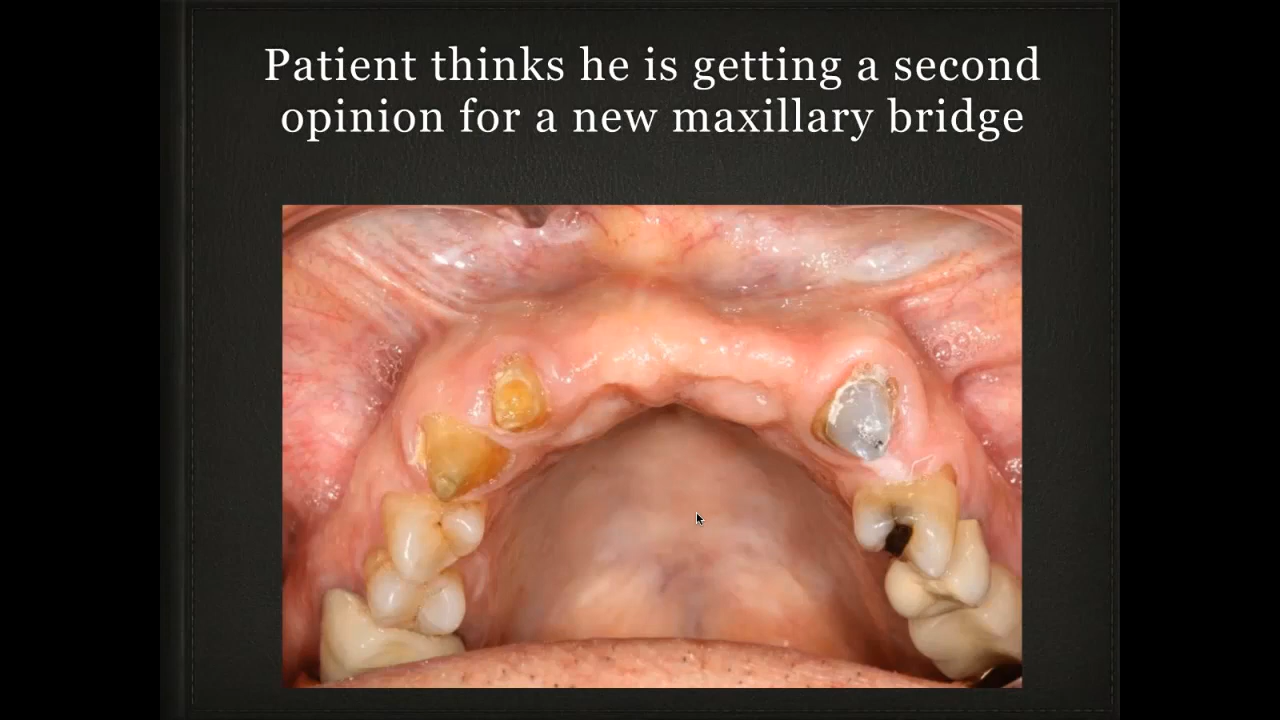 Patient thinks he is getting a second
opinion for a new maxillary bridge